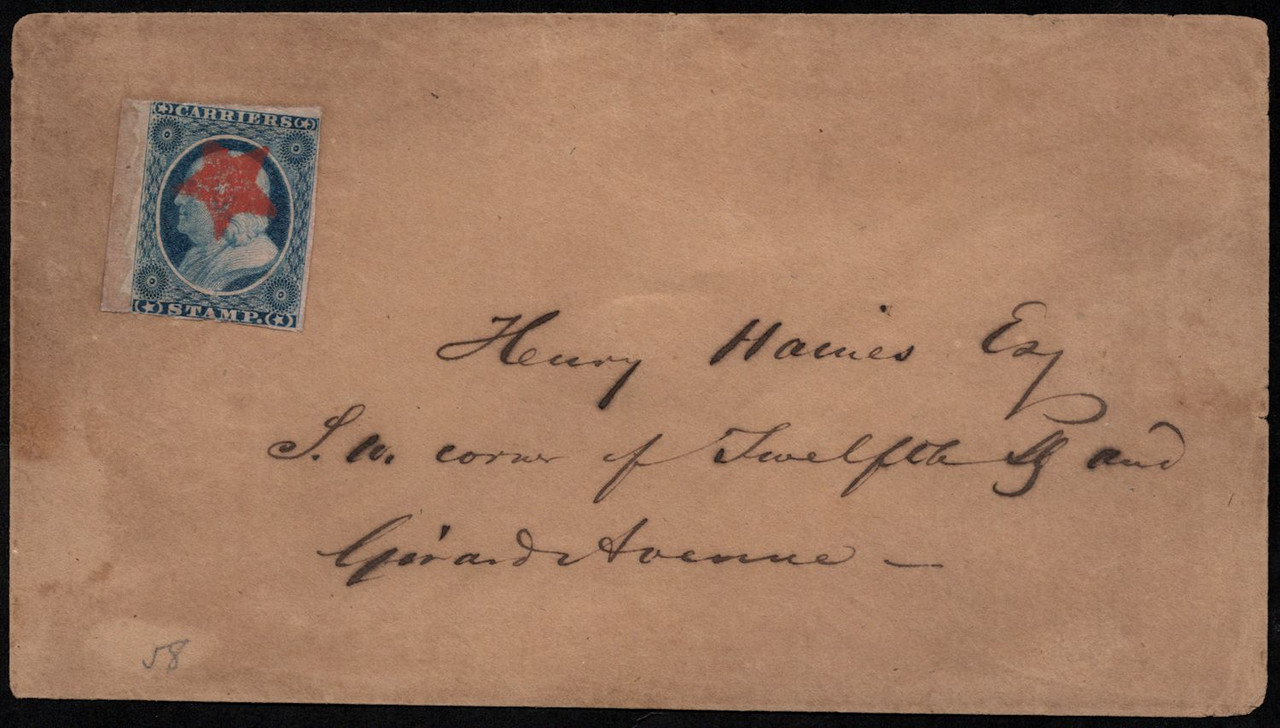 CARRIERS
STAMP.
Henry Haines Esq
S. W. corner of Twelfth St and
Girard Avenue —
58